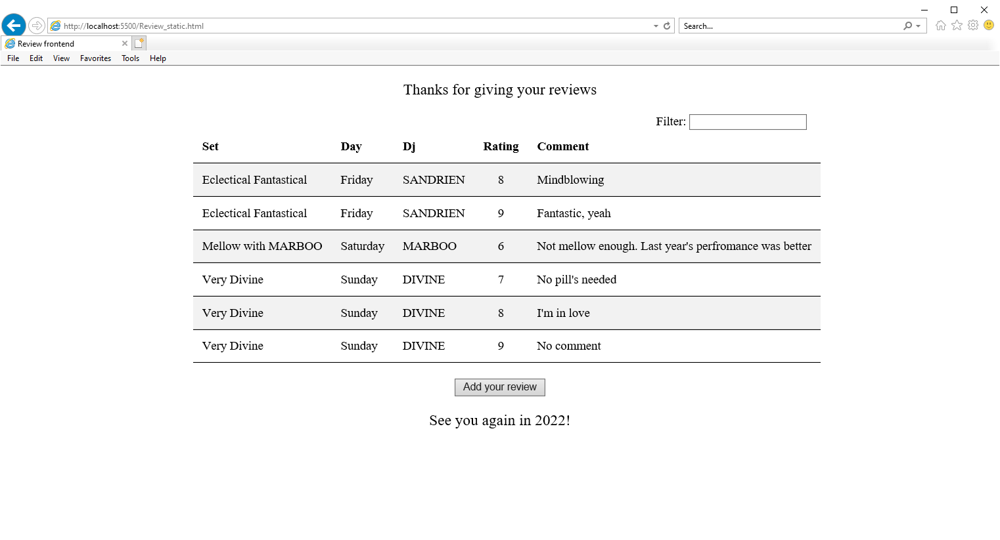 http://localhost:5500/Review_static.html
Search...
Review frontend
File Edit View Favorites Tools Help
Thanks for giving your reviews
Filter:
Set Day Dj Rating Comment
Eclectical Fantastical Friday SANDRIEN 8 Mindblowing
Eclectical Fantastical Friday SANDRIEN 9 Fantastic, yeah
Mellow with MARBOO Saturday MARBOO 6 Not mellow enough. Last year's perfromance was better
Very Divine Sunday DIVINE 7 No pill's needed
Very Divine Sunday DIVINE 8 I'm in love
Very Divine Sunday DIVINE 9 No comment
Add your review
See you again in 2022!